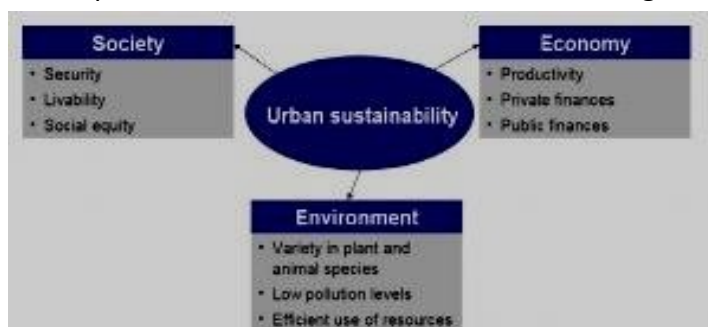 Society
• Security
• Livability
• Social equity
Urban sustainability
Economy
• Productivity
• Private finances
• Public finances
Environment
• Variety in plant and
animal species
• Low pollution levels
• Efficient use of resources